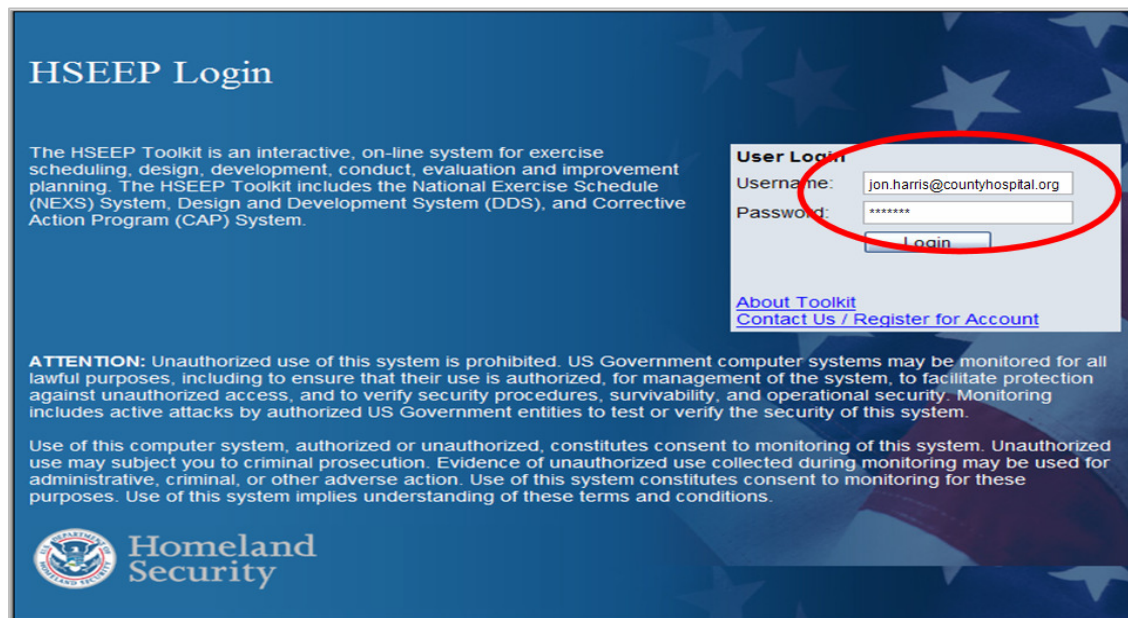 HSEEP Login
The HSEEP Toolkit is an interactive, on-line system for exercise
scheduling, design, development, conduct, evaluation and improvement
planning. The HSEEP Toolkit includes the National Exercise Schedule
(NEXS) System, Design and Development System (DDS), and Corrective
Action Program (CAP) System.
User Login
Username: jon.harris@countyhospital.org
Password: *******
Login
About Toolkit
Contact Us / Register for Account
ATTENTION: Unauthorized use of this system is prohibited. US Government computer systems may be monitored for all
lawful purposes, including to ensure that their use is authorized, for management of the system, to facilitate protection
against unauthorized access, and to verify security procedures, survivability, and operational security. Monitoring
includes active attacks by authorized US Government entities to test or verify the security of this system.
Use of this computer system, authorized or unauthorized, constitutes consent to monitoring of this system. Unauthorized
use may subject you to criminal prosecution. Evidence of unauthorized use collected during monitoring may be used for
administrative, criminal, or other adverse action. Use of this system constitutes consent to monitoring for these
purposes. Use of this system implies understanding of these terms and conditions.
Homeland
Security